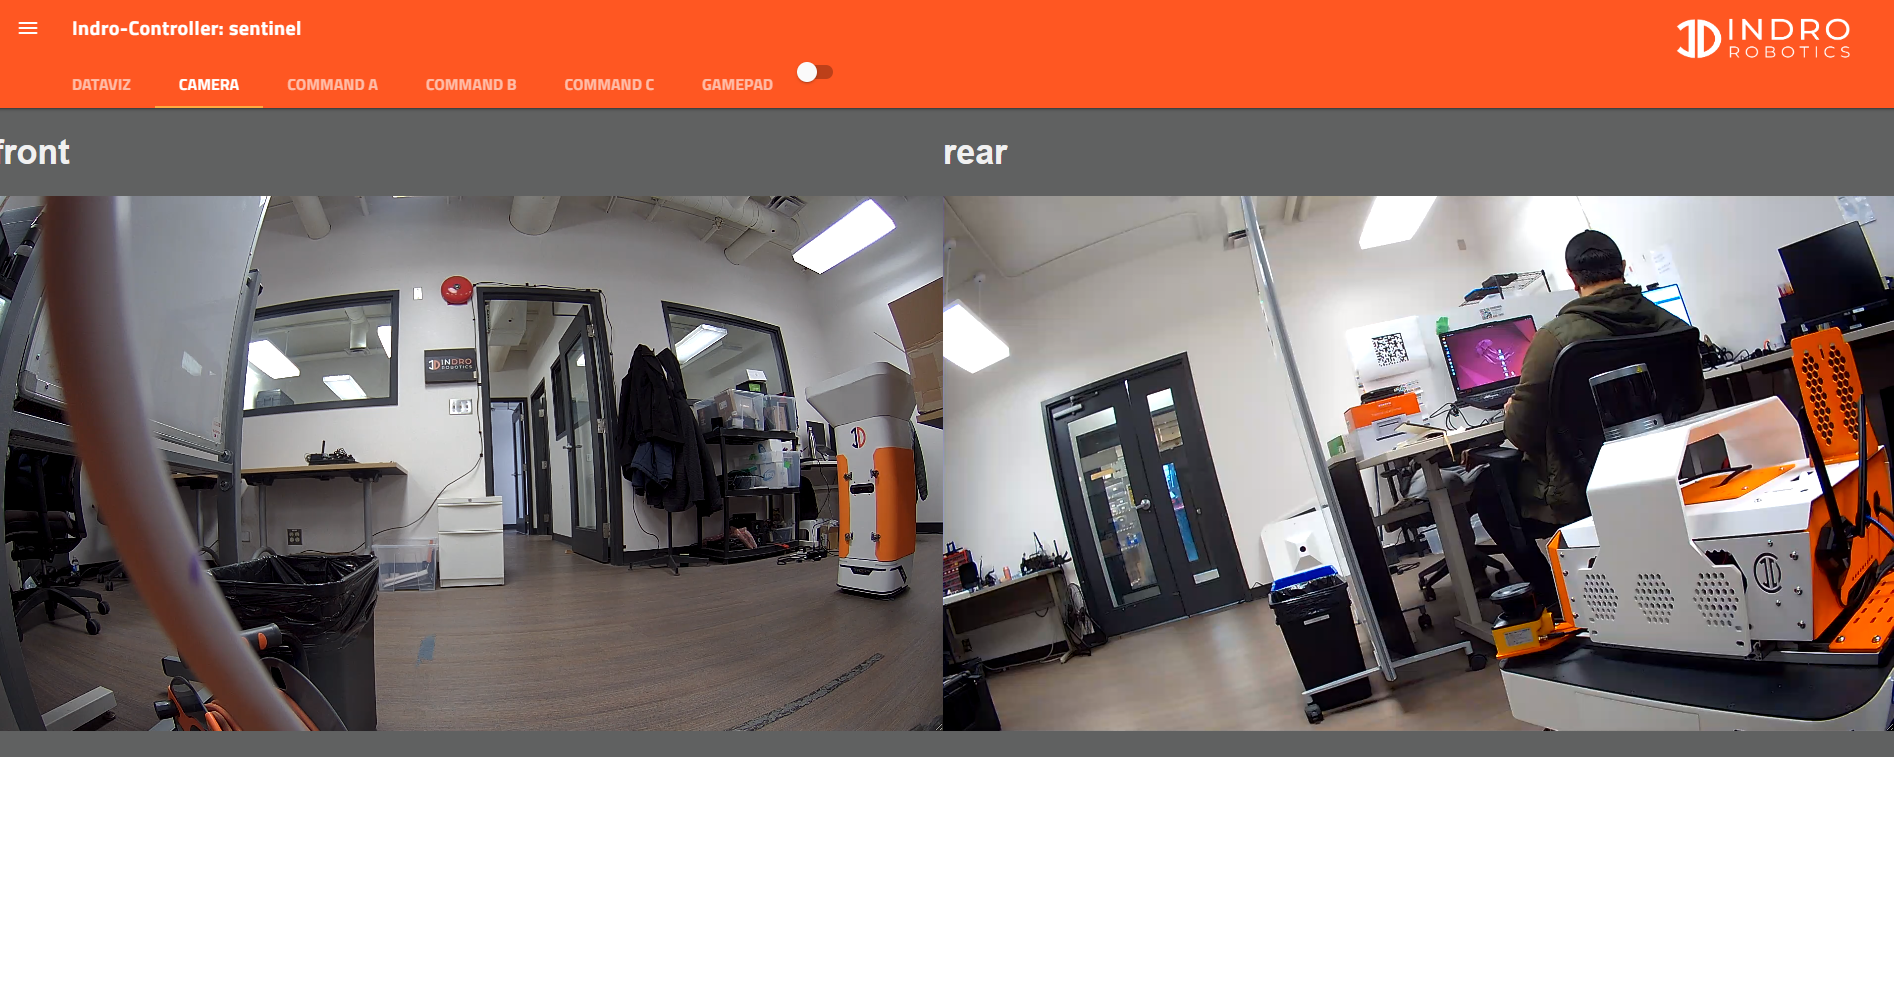 Indro-Controller: sentinel
INDRO
ROBOTICS
DATAVIZ
CAMERA
COMMAND A
COMMAND B
COMMAND C
GAMEPAD
front
rear
INDRO
ROBOTICS